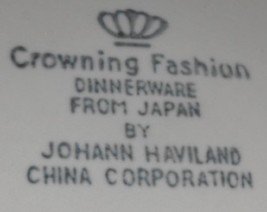 Crowning Fashion
DINNERWARE
FROM JAPAN
BY
JOHANN HAVILAND
CHINA CORPORATION